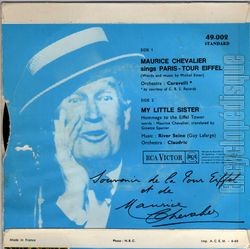 49.002
STANDARD
SIDE 1
MAURICE CHEVALIER
sings PARIS-TOUR EIFFEL
(Words and music by Michel Emer)
Orchestra : Caravelli *
* by courtesy of C. B. S. Records
SIDE 2
MY LITTLE SISTER
Hommage to the Eiffel Tower
words : Maurice Chevalier, translated by
Ginette Spanier
Music : River Seine (Guy Lafarge)
Orchestra : Claudric
RCA VICTOR
Souvenir de la Tour Eiffel
et de
Maurice
Chevalier
Made in France
Photo : H.B.C.
Imp. A.C.E.M.